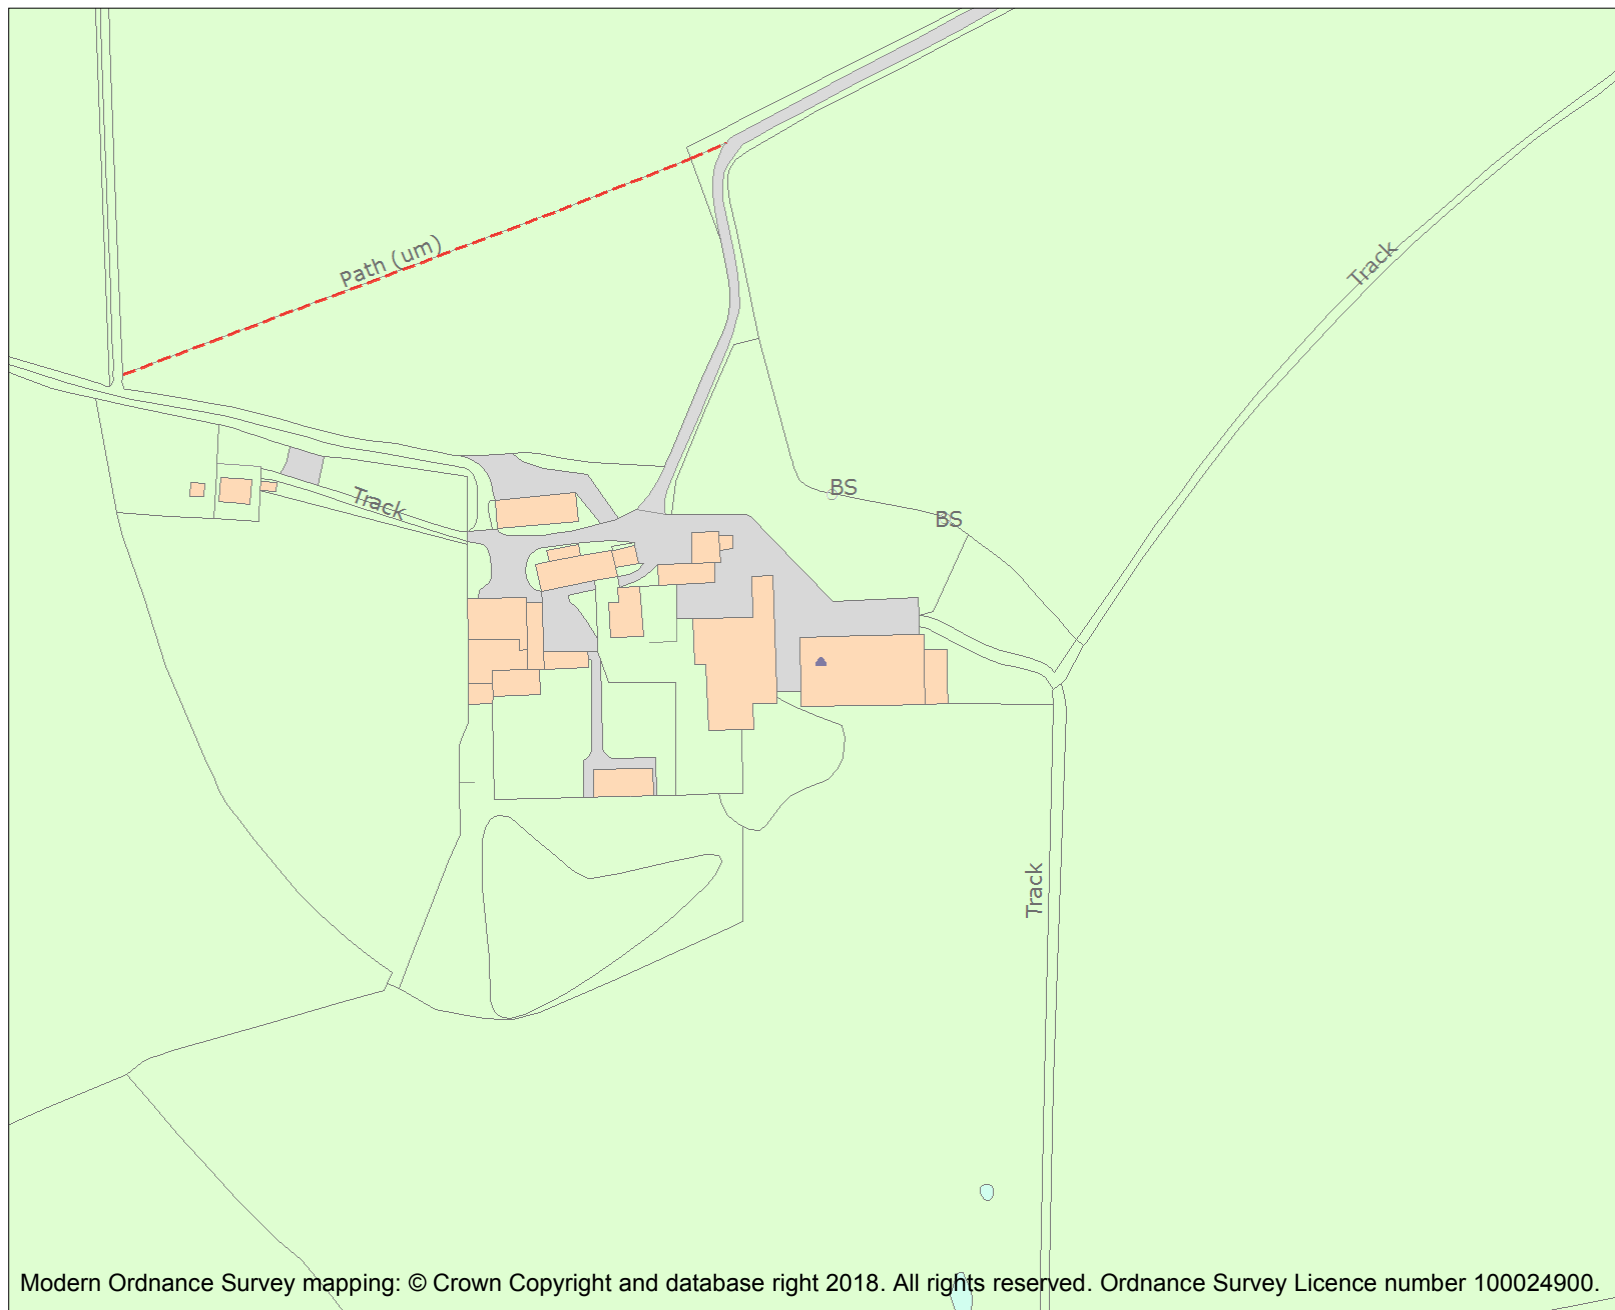 Path (um)
Track
Track
BS
BS
Track
Modern Ordnance Survey mapping: © Crown Copyright and database right 2018. All rights reserved. Ordnance Survey Licence number 100024900.